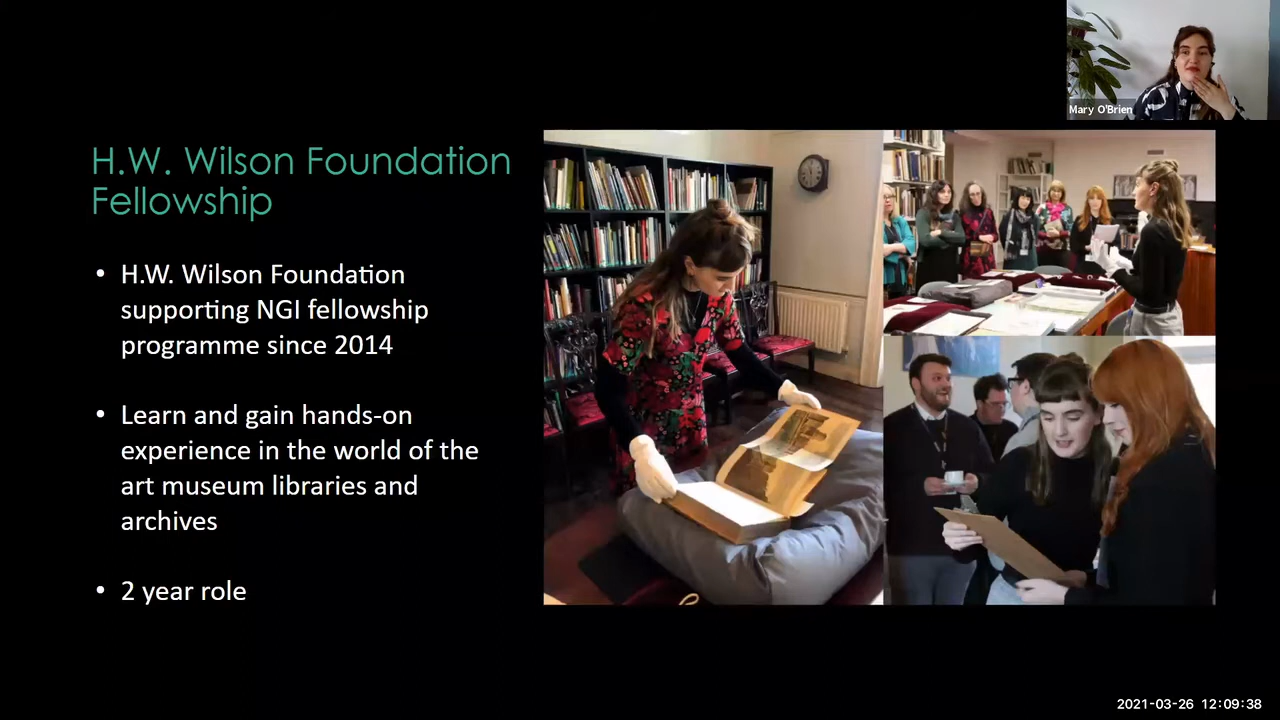 Mary O'Brien
H.W. Wilson Foundation
Fellowship
• H.W. Wilson Foundation
supporting NGI fellowship
programme since 2014
• Learn and gain hands-on
experience in the world of the
art museum libraries and
archives
• 2 year role
2021-03-26 12:09:38